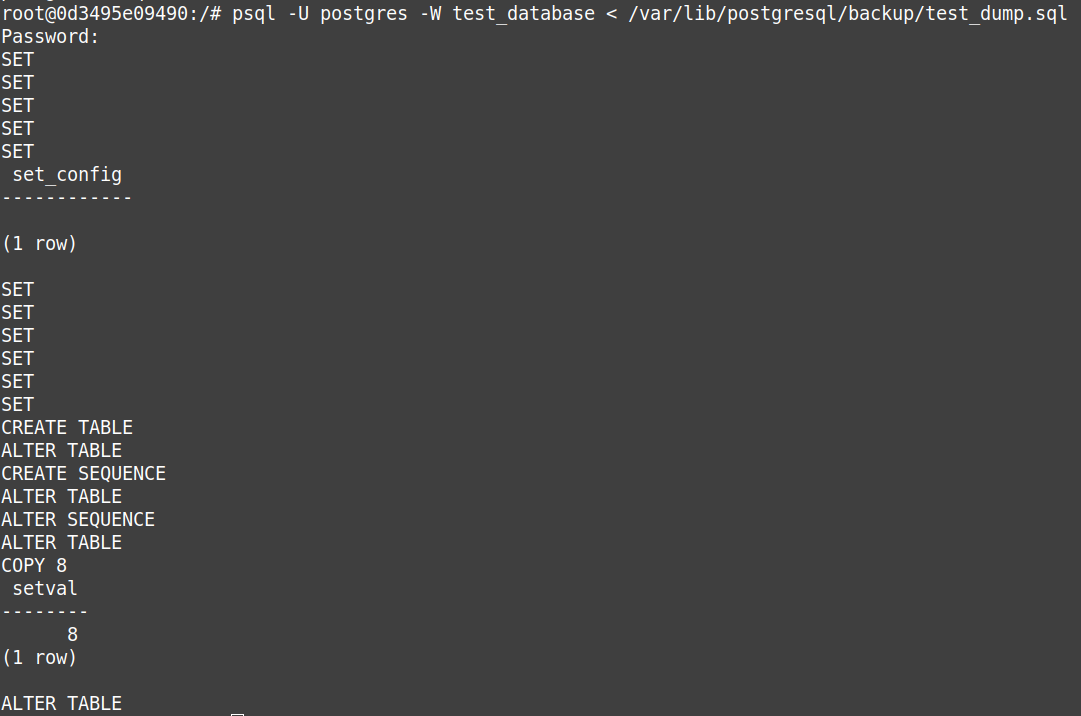 root@0d3495e09490:/# psql -U postgres -W test_database < /var/lib/postgresql/backup/test_dump.sql
Password:
SET
SET
SET
SET
SET
 set_config
------------

(1 row)

SET
SET
SET
SET
SET
SET
CREATE TABLE
ALTER TABLE
CREATE SEQUENCE
ALTER TABLE
ALTER SEQUENCE
ALTER TABLE
COPY 8
 setval
--------
      8
(1 row)

ALTER TABLE